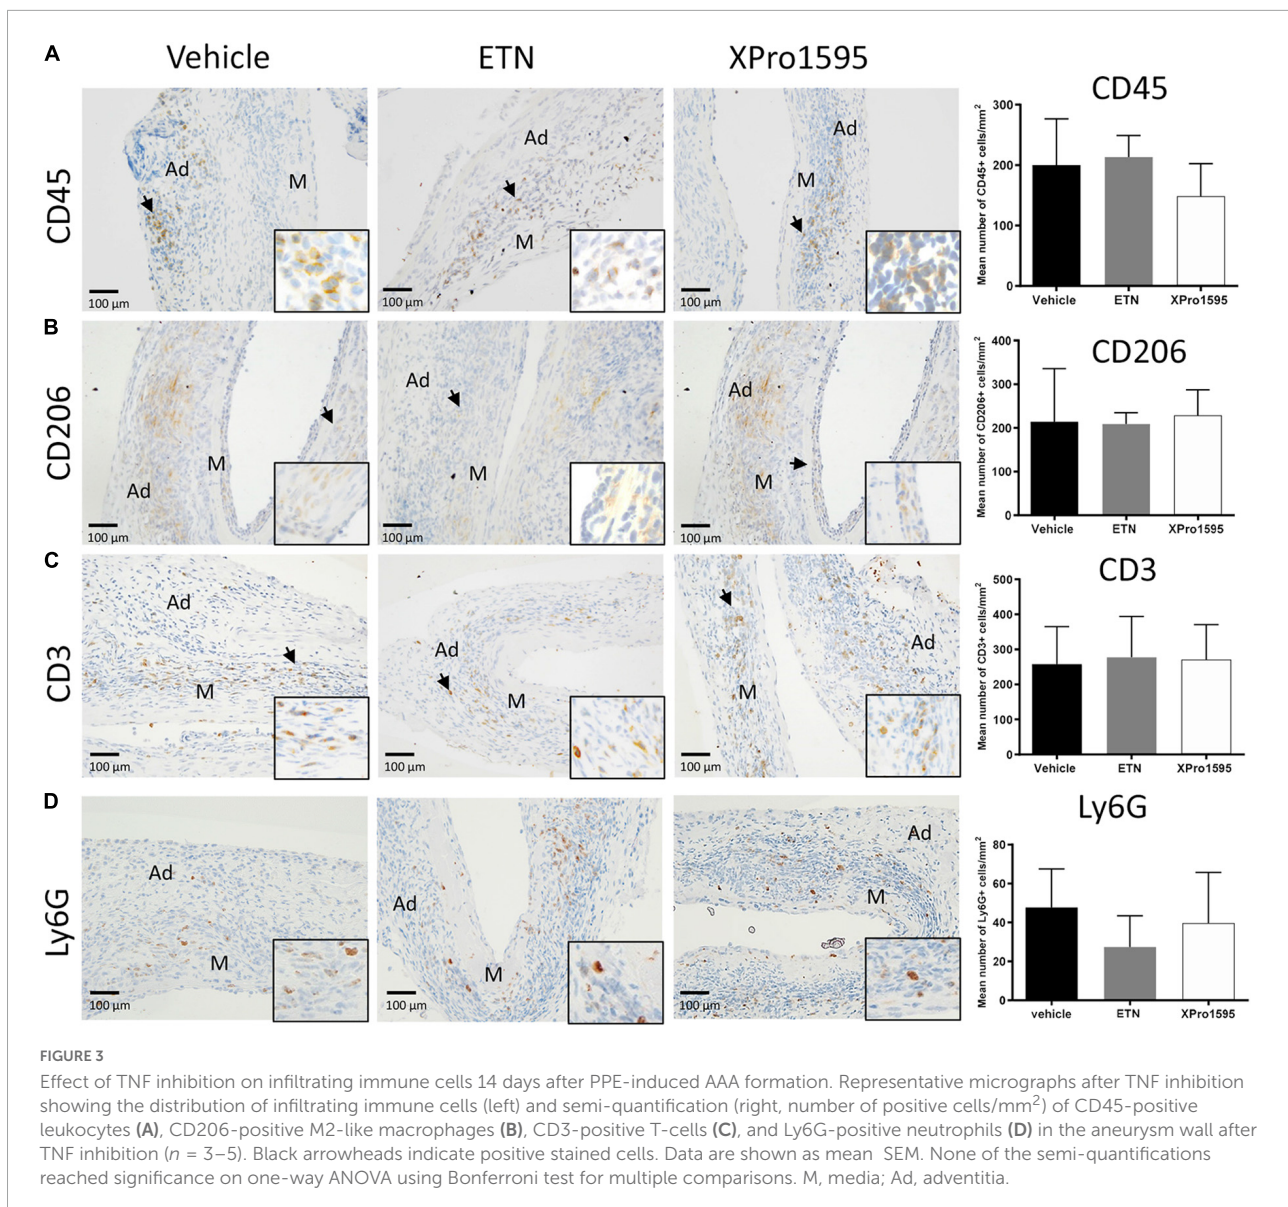 A
Vehicle
ETN
XPro1595
CD45
Ad
M
100 µm
Ad
M
100 µm
Ad
M
100 µm
CD45
Mean number of CD45+ cells/mm2
300
200
100
0
Vehicle
ETN
XPro1595
B
CD206
Ad
M
100 µm
Ad
M
100 µm
Ad
M
100 µm
CD206
Mean number of CD206+ cells/mm2
400
300
200
100
0
Vehicle
ETN
XPro1595
C
CD3
Ad
M
100 µm
Ad
M
100 µm
Ad
M
100 µm
CD3
Mean number of CD3+ cells/mm2
500
400
300
200
100
0
Vehicle
ETN
XPro1595
D
Ly6G
Ad
M
100 µm
Ad
M
100 µm
Ad
M
100 µm
Ly6G
Mean number of Ly6G+ cells/mm2
80
60
40
20
0
vehicle
ETN
XPro1595
FIGURE 3
Effect of TNF inhibition on infiltrating immune cells 14 days after PPE-induced AAA formation. Representative micrographs after TNF inhibition
showing the distribution of infiltrating immune cells (left) and semi-quantification (right, number of positive cells/mm2) of CD45-positive
leukocytes (A), CD206-positive M2-like macrophages (B), CD3-positive T-cells (C), and Ly6G-positive neutrophils (D) in the aneurysm wall after
TNF inhibition (n = 3–5). Black arrowheads indicate positive stained cells. Data are shown as mean SEM. None of the semi-quantifications
reached significance on one-way ANOVA using Bonferroni test for multiple comparisons. M, media; Ad, adventitia.